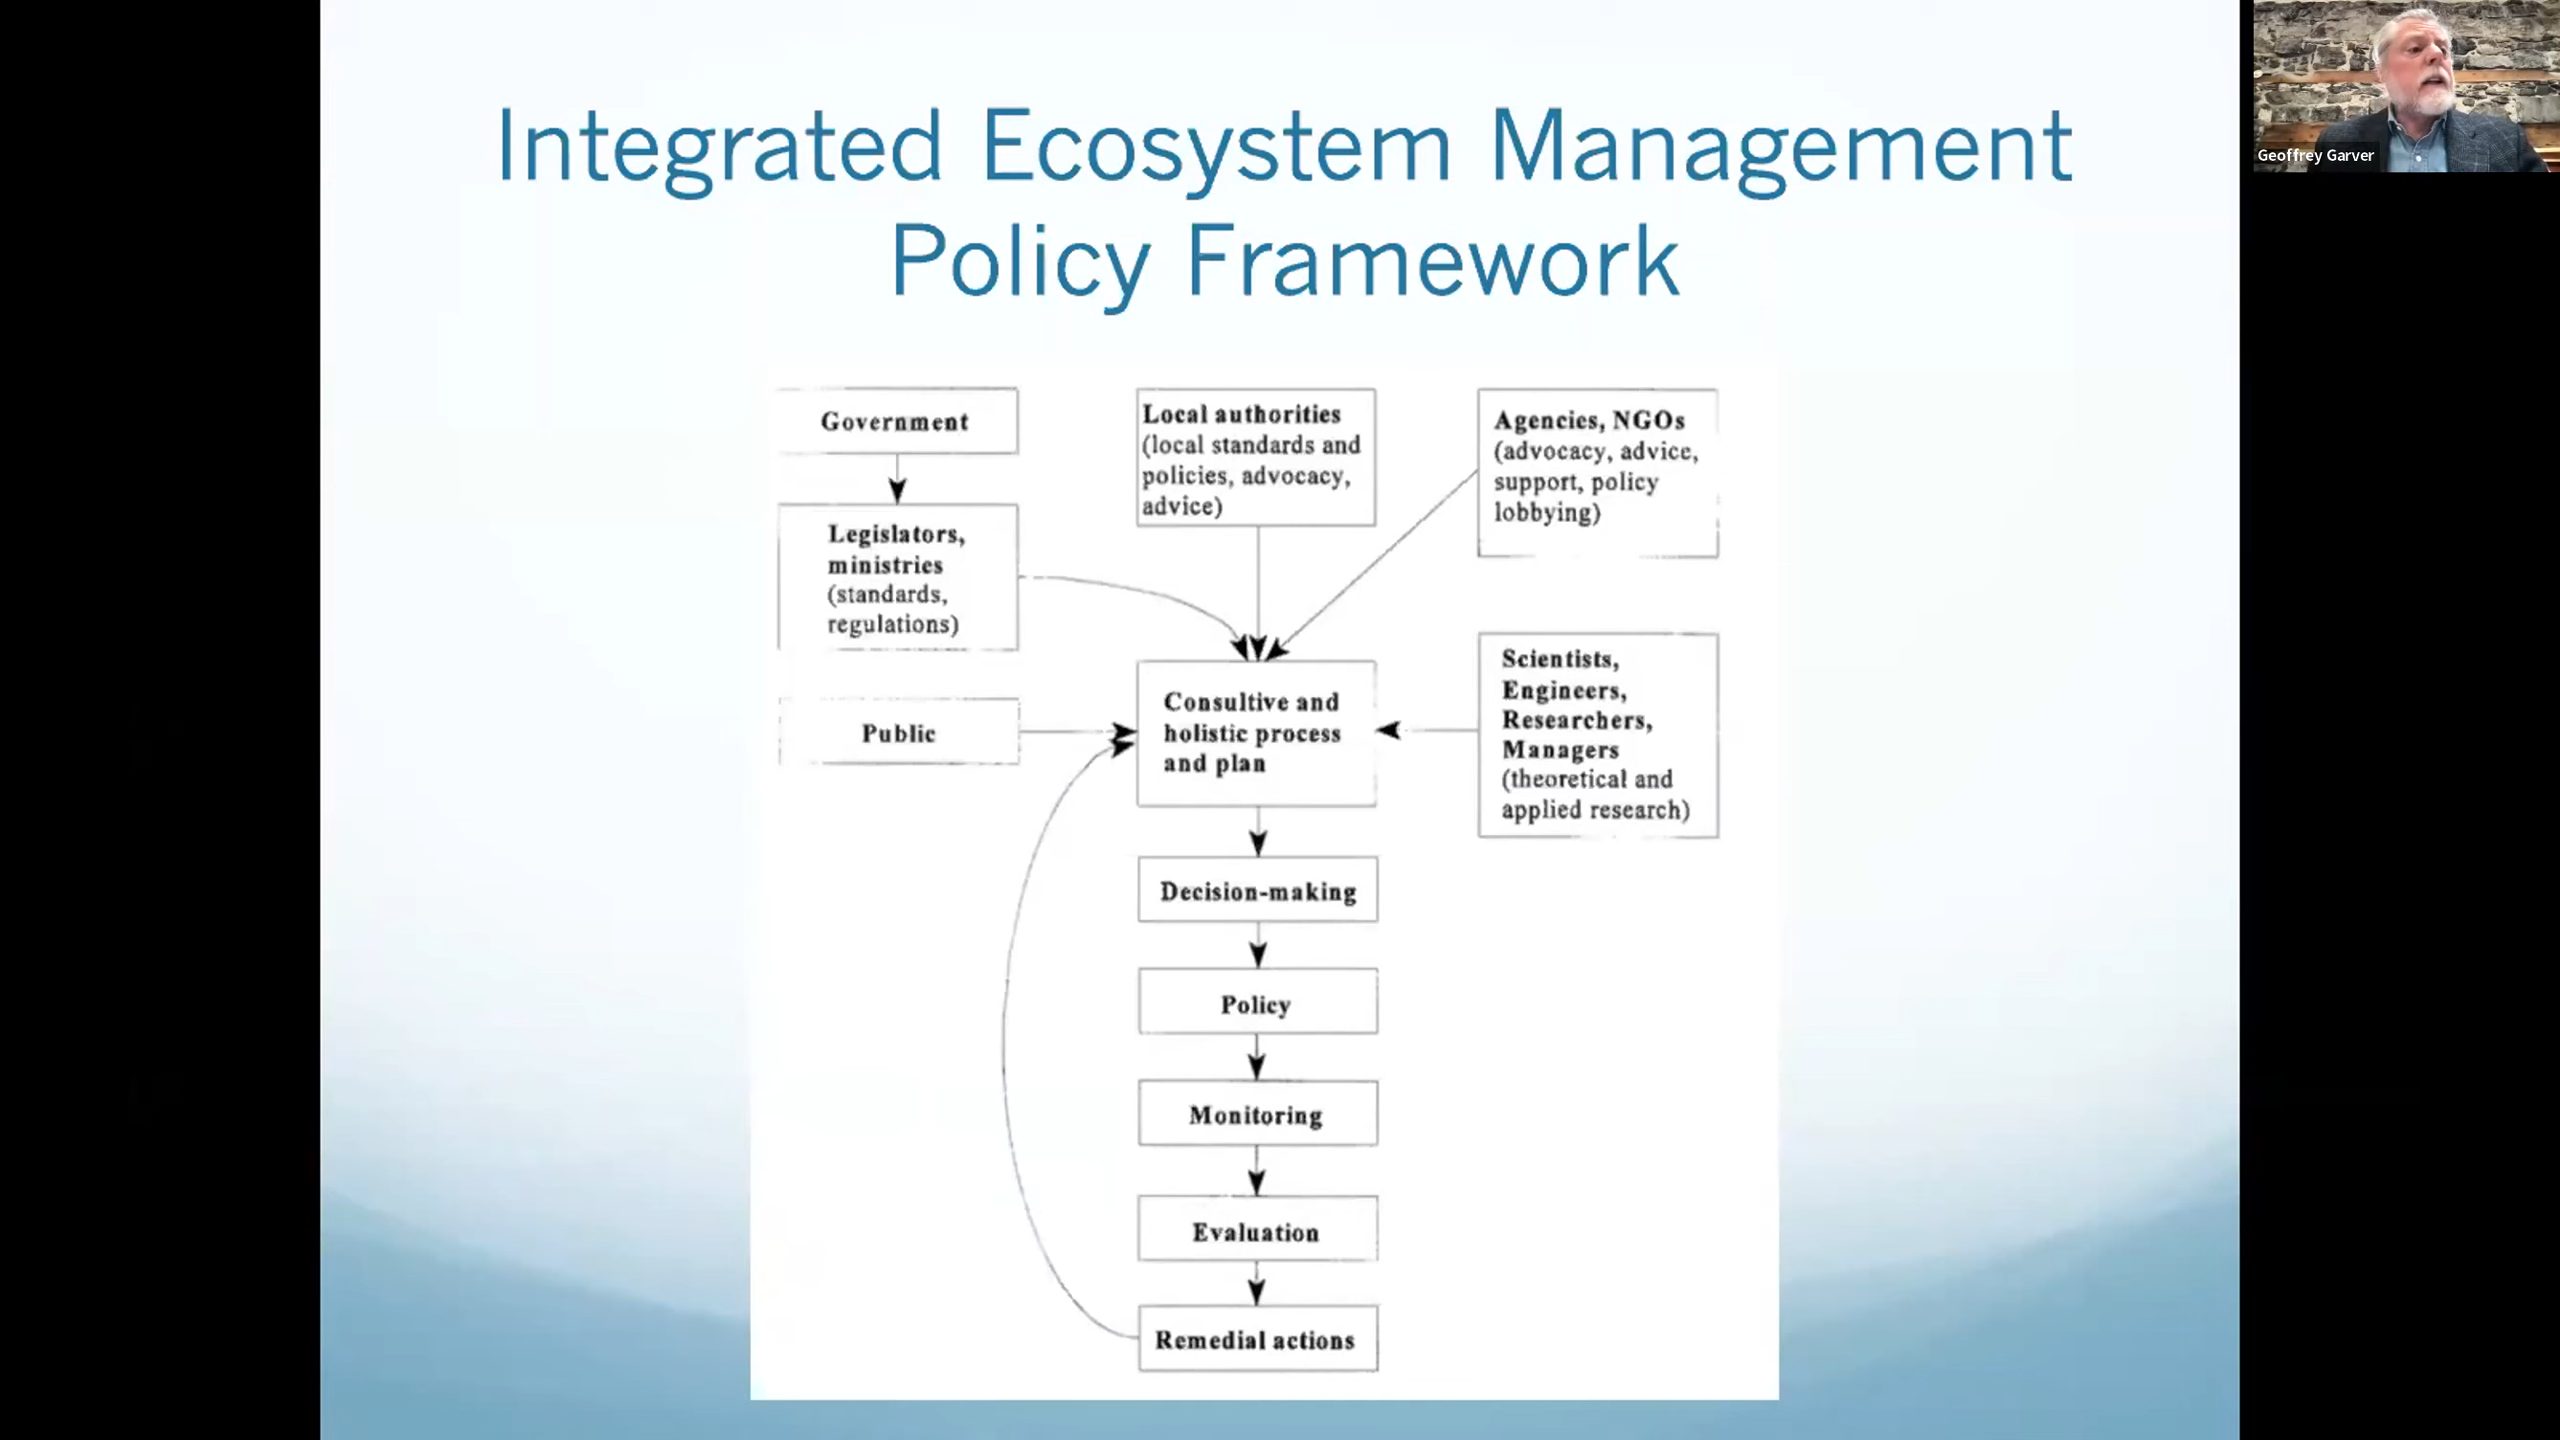 Integrated Ecosystem Management
Policy Framework
Geoffrey Garver
Government
Legislators,
ministries
(standards,
regulations)
Public
Local authorities
(local standards and
policies, advocacy,
advice)
Agencies, NGOs
(advocacy, advice,
support, policy
lobbying)
Scientists,
Engineers,
Researchers,
Managers
(theoretical and
applied research)
Consultive and
holistic process
and plan
Decision-making
Policy
Monitoring
Evaluation
Remedial actions